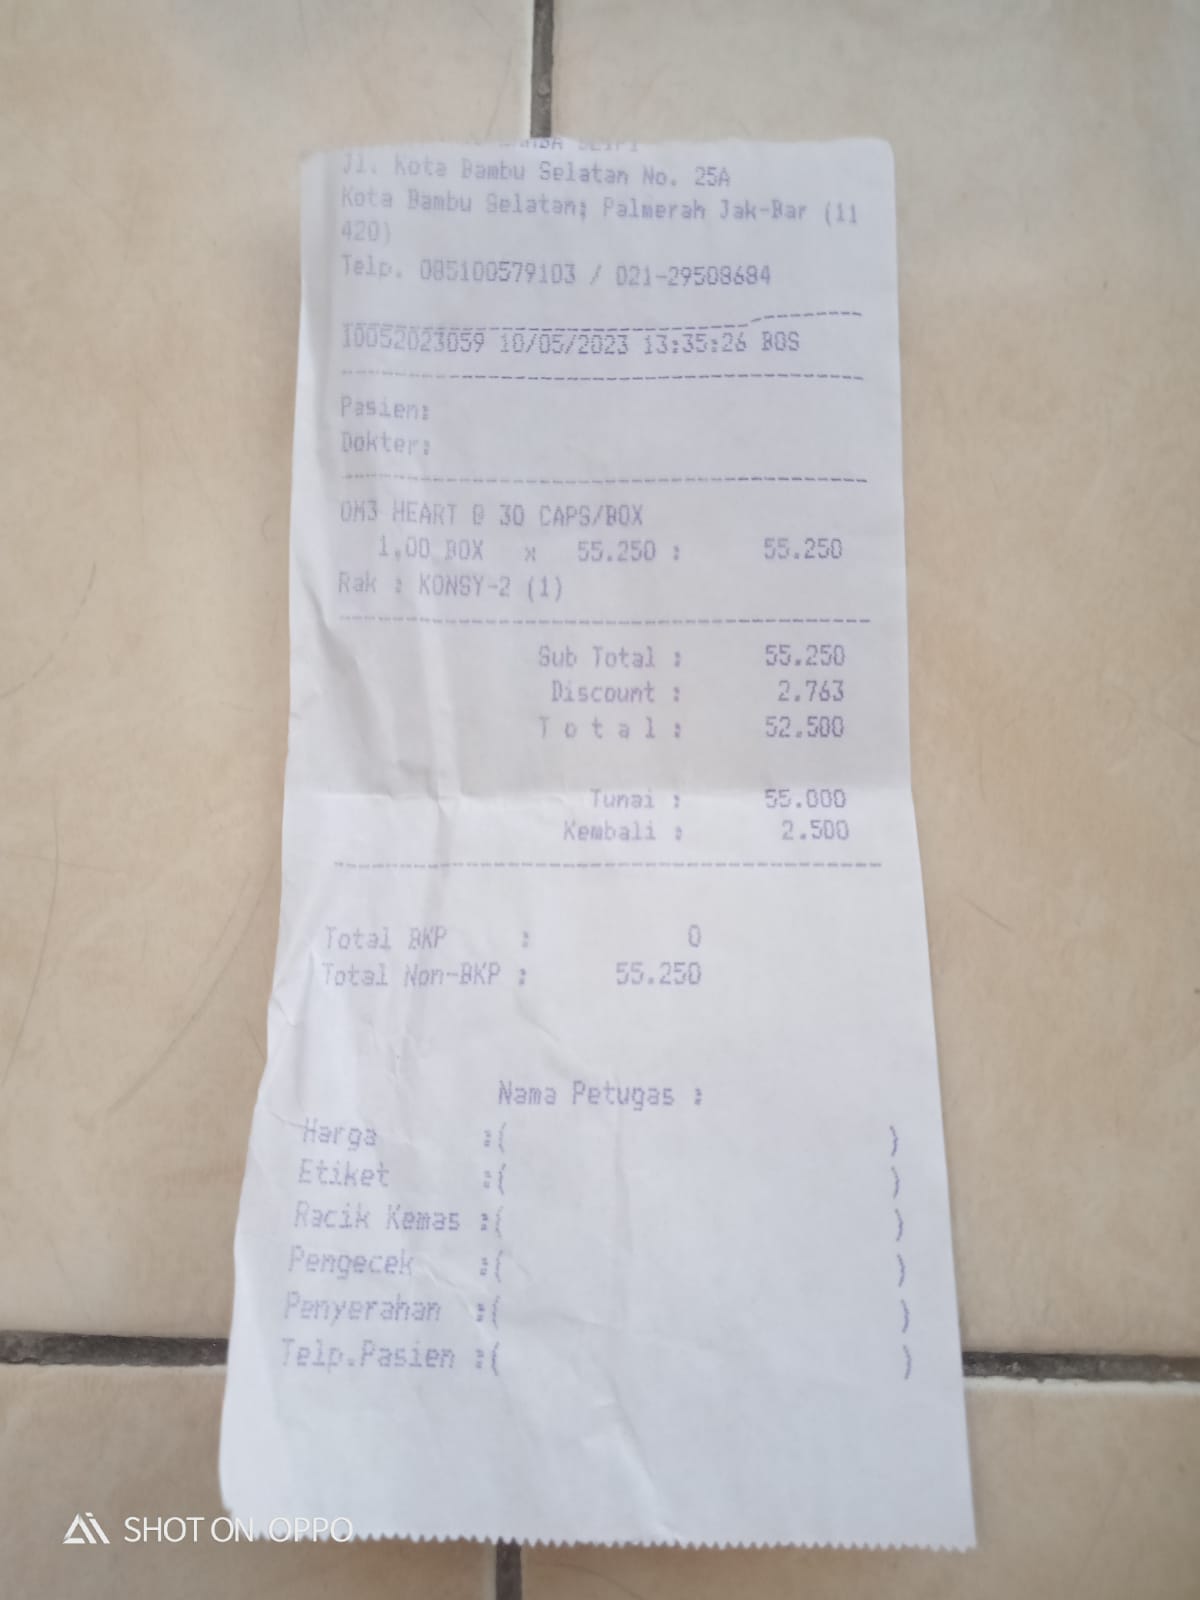 Jl. Kota Bambu Selatan No. 25A
Kota Bambu Selatan; Palmerah Jak-Bar (11
420)
Telp. 085100579103 / 021-29508684
10052023059 10/05/2023 13:35:26 BOS
Pasien:
Dokter:
OM3 HEART @ 30 CAPS/BOX
1,00 BOX x 55.250 : 55.250
Rak : KONSY-2 (1)
Sub Total : 55.250
Discount : 2.763
T o t a l : 52.500
Tunai : 55.000
Kembali : 2.500
Total BKP : 0
Total Non-BKP : 55.250
Nama Petugas :
Harga :( )
Etiket :( )
Racik Kemas :( )
Pengecek :( )
Penyerahan :( )
Telp.Pasien :( )
SHOT ON OPPO